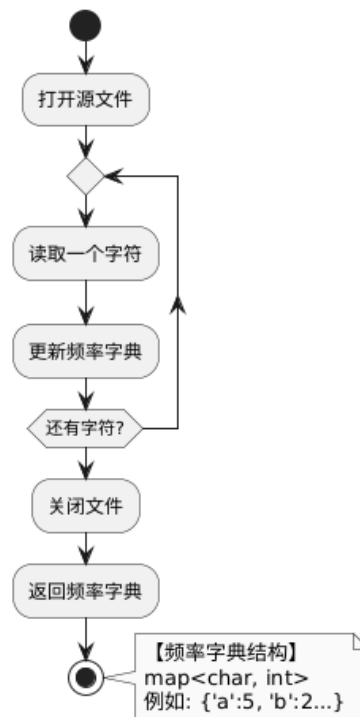 打开源文件
读取一个字符
更新频率字典
还有字符?
关闭文件
返回频率字典
【频率字典结构】
map<char, int>
例如: {'a':5, 'b':2...}